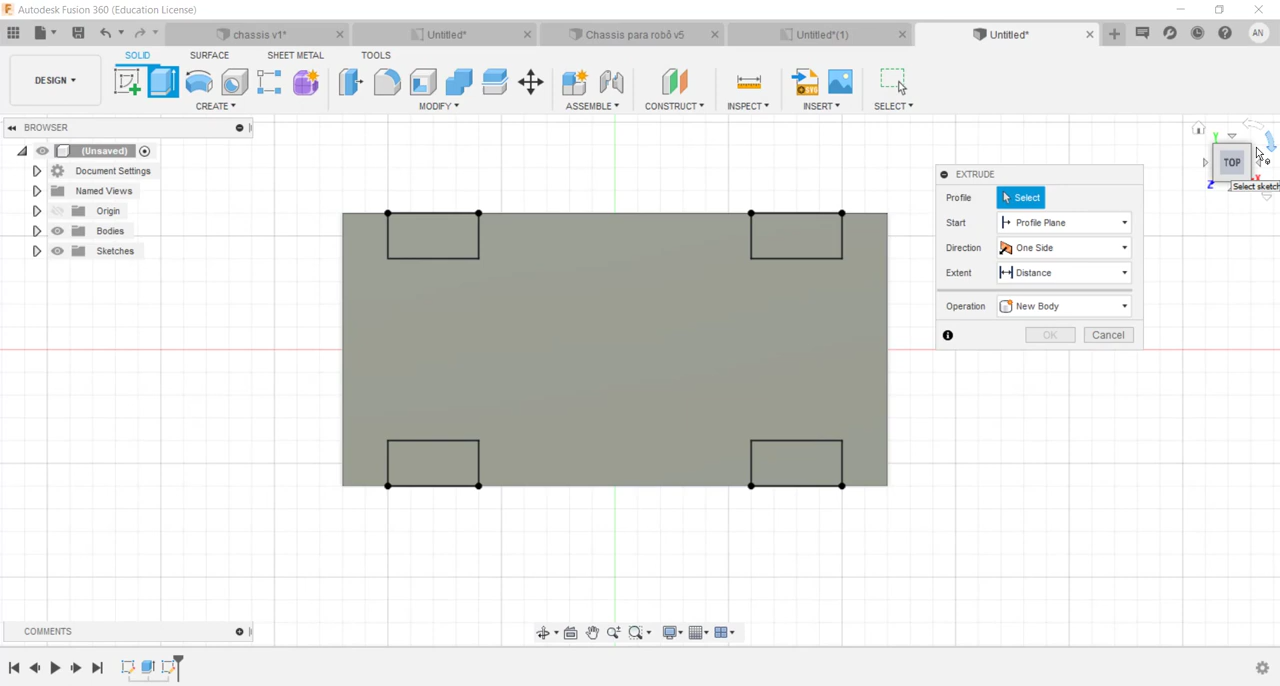 Autodesk Fusion 360 (Education License)
chassis v1*
Untitled*
Chassis para robô v5
Untitled*(1)
Untitled*
AN
SOLID
SURFACE
SHEET METAL
TOOLS
DESIGN
CREATE
MODIFY
ASSEMBLE
CONSTRUCT
INSPECT
INSERT
SELECT
BROWSER
(Unsaved)
Document Settings
Named Views
Origin
Bodies
Sketches
Y
TOP
X
Z
Select sketch
EXTRUDE
Profile Select
Start Profile Plane
Direction One Side
Extent Distance
Operation New Body
OK Cancel
COMMENTS